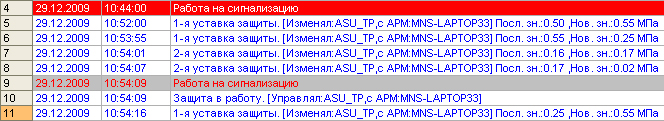 4 29.12.2009 10:44:00 Работа на сигнализацию
5 29.12.2009 10:52:00 1-я уставка защиты. [Изменял:ASU_TP,с АРМ:MNS-LAPTOP33] Посл. зн.:0.50 ,Нов. зн.:0.55 МПа
6 29.12.2009 10:53:55 1-я уставка защиты. [Изменял:ASU_TP,с АРМ:MNS-LAPTOP33] Посл. зн.:0.55 ,Нов. зн.:0.25 МПа
7 29.12.2009 10:54:01 2-я уставка защиты. [Изменял:ASU_TP,с АРМ:MNS-LAPTOP33] Посл. зн.:0.16 ,Нов. зн.:0.17 МПа
8 29.12.2009 10:54:07 2-я уставка защиты. [Изменял:ASU_TP,с АРМ:MNS-LAPTOP33] Посл. зн.:0.17 ,Нов. зн.:0.02 МПа
9 29.12.2009 10:54:09 Работа на сигнализацию
10 29.12.2009 10:54:09 Защита в работу. [Управлял:ASU_TP,с АРМ:MNS-LAPTOP33]
11 29.12.2009 10:54:16 1-я уставка защиты. [Изменял:ASU_TP,с АРМ:MNS-LAPTOP33] Посл. зн.:0.25 ,Нов. зн.:0.55 МПа